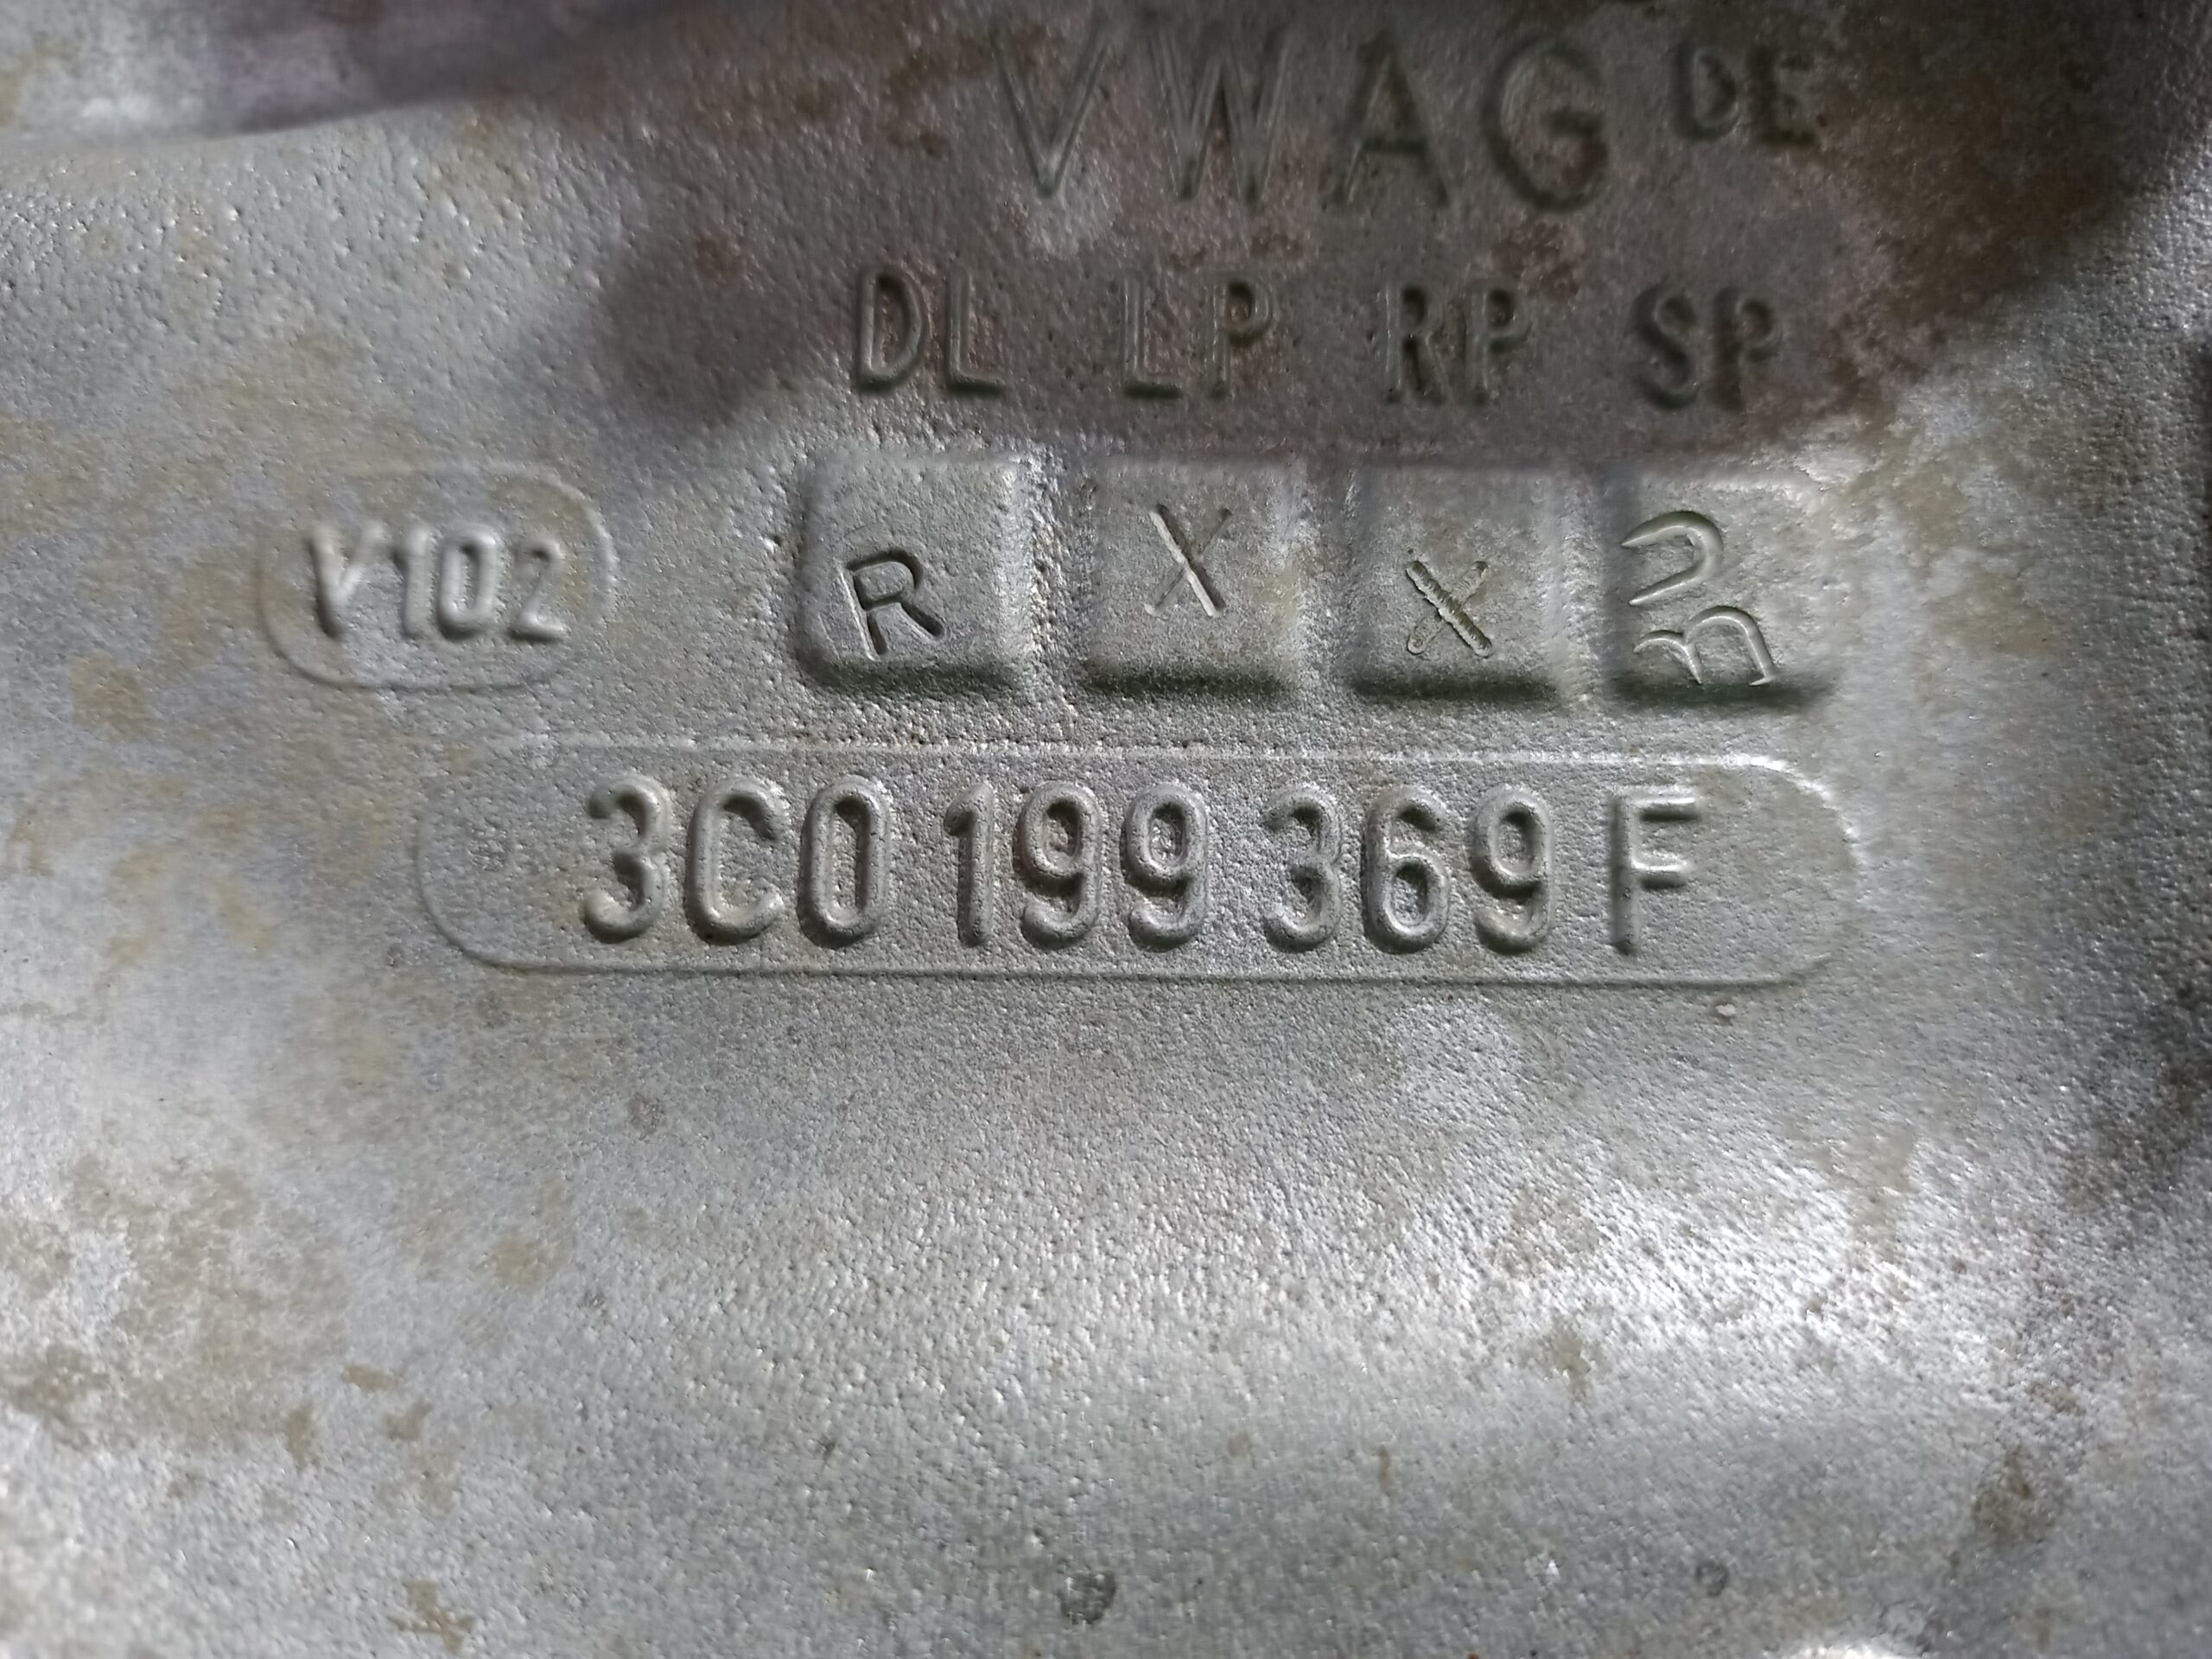 VWAG DE
DL LP RP SP
V102 R X X
3C0 199 369 F